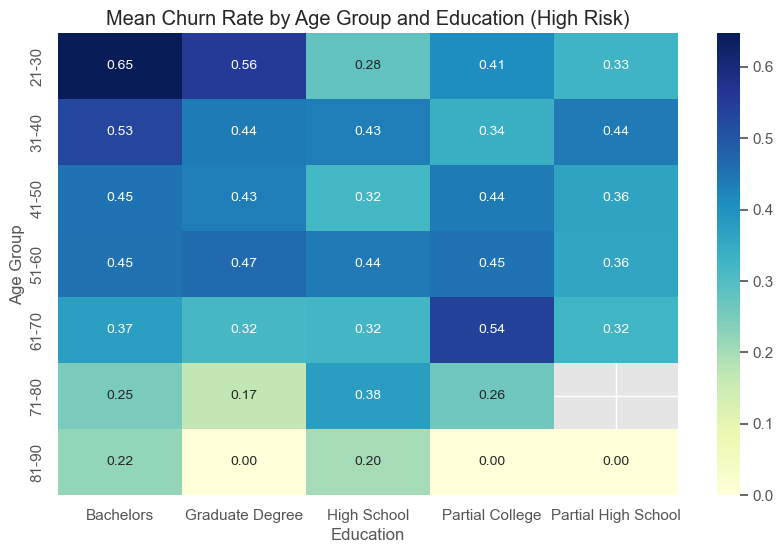 Mean Churn Rate by Age Group and Education (High Risk)
Age Group
21-30 0.65 0.56 0.28 0.41 0.33
31-40 0.53 0.44 0.43 0.34 0.44
41-50 0.45 0.43 0.32 0.44 0.36
51-60 0.45 0.47 0.44 0.45 0.36
61-70 0.37 0.32 0.32 0.54 0.32
71-80 0.25 0.17 0.38 0.26
81-90 0.22 0.00 0.20 0.00 0.00
Bachelors Graduate Degree High School Partial College Partial High School
Education
0.6
0.5
0.4
0.3
0.2
0.1
0.0